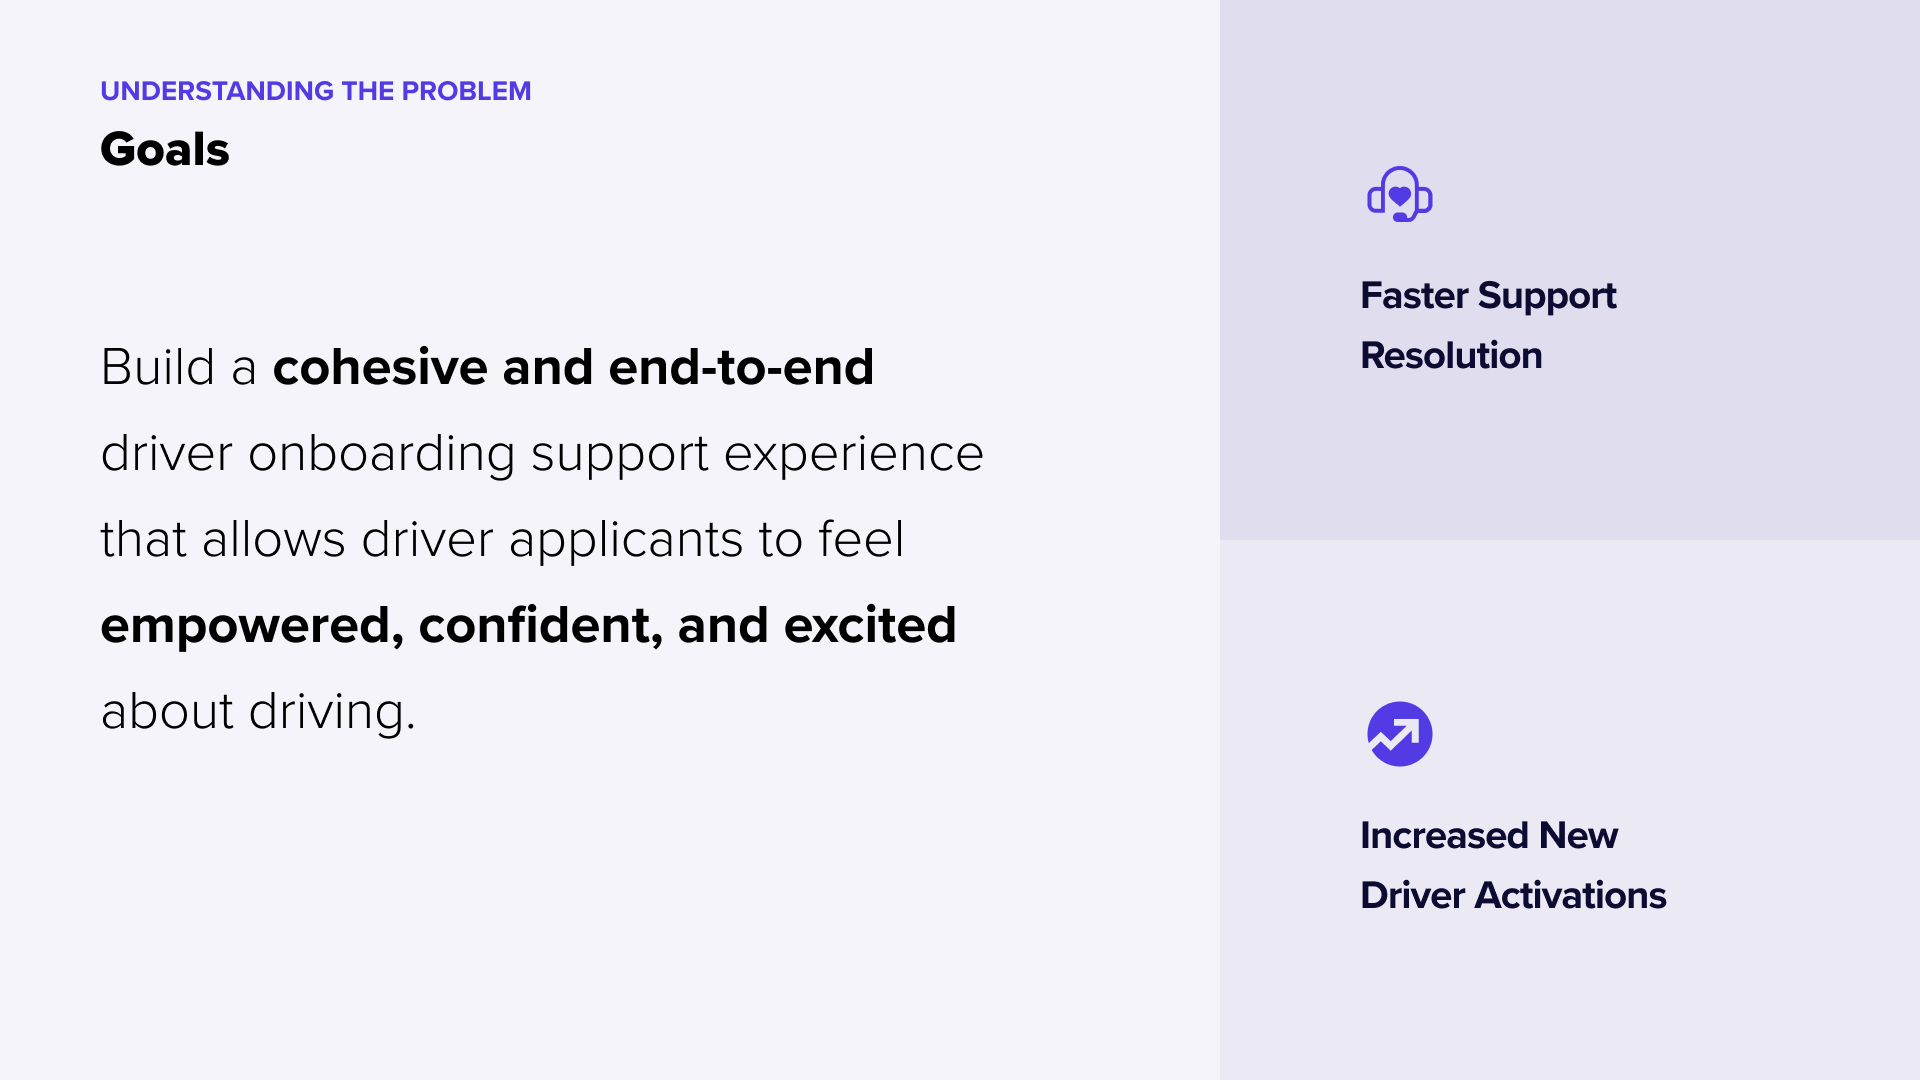 UNDERSTANDING THE PROBLEM
Goals
Build a cohesive and end-to-end
driver onboarding support experience
that allows driver applicants to feel
empowered, confident, and excited
about driving.
Faster Support
Resolution
Increased New
Driver Activations